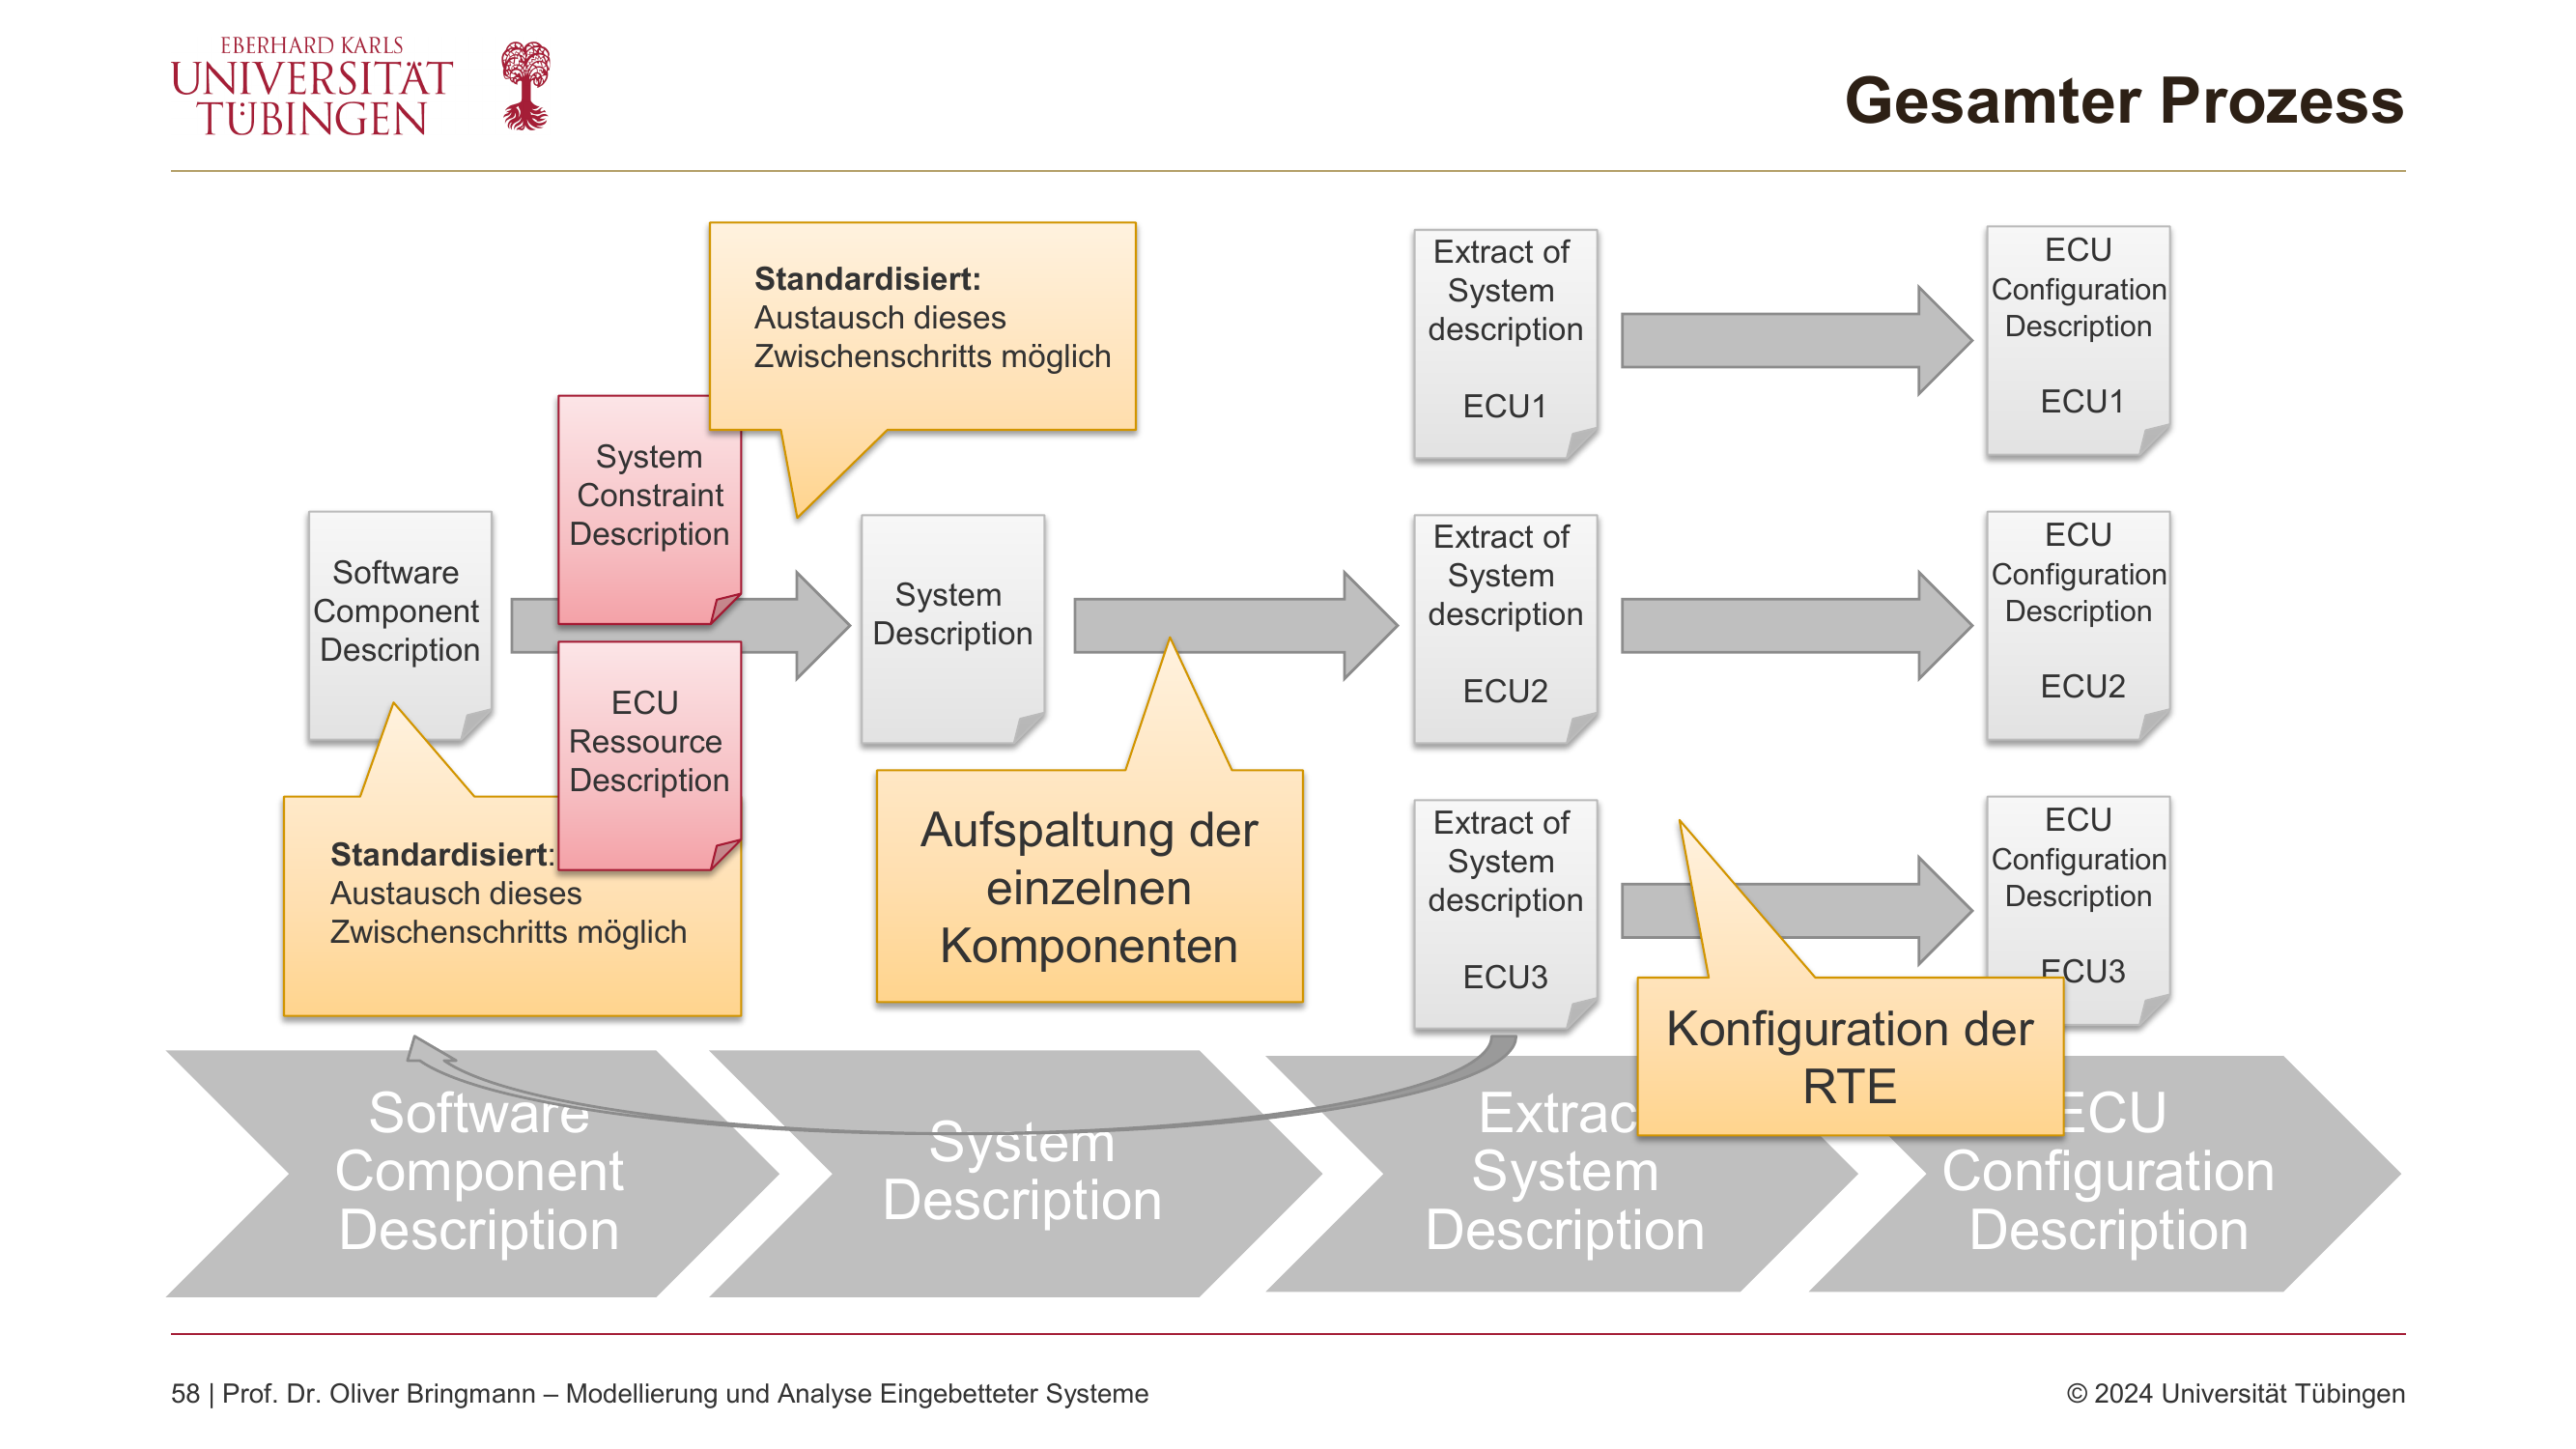 EBERHARD KARLS
UNIVERSITÄT
TÜBINGEN
Gesamter Prozess
Standardisiert:
Austausch dieses
Zwischenschritts möglich
System
Constraint
Description
Software
Component
Description
ECU
Ressource
Description
Standardisiert:
Austausch dieses
Zwischenschritts möglich
System
Description
Aufspaltung der
einzelnen
Komponenten
Extract of
System
description
ECU1
ECU
Configuration
Description
ECU1
Extract of
System
description
ECU2
ECU
Configuration
Description
ECU2
Extract of
System
description
ECU3
ECU
Configuration
Description
ECU3
Konfiguration der
RTE
Software
Component
Description
System
Description
Extrac
System
Description
ECU
Configuration
Description
58 | Prof. Dr. Oliver Bringmann – Modellierung und Analyse Eingebetteter Systeme
© 2024 Universität Tübingen